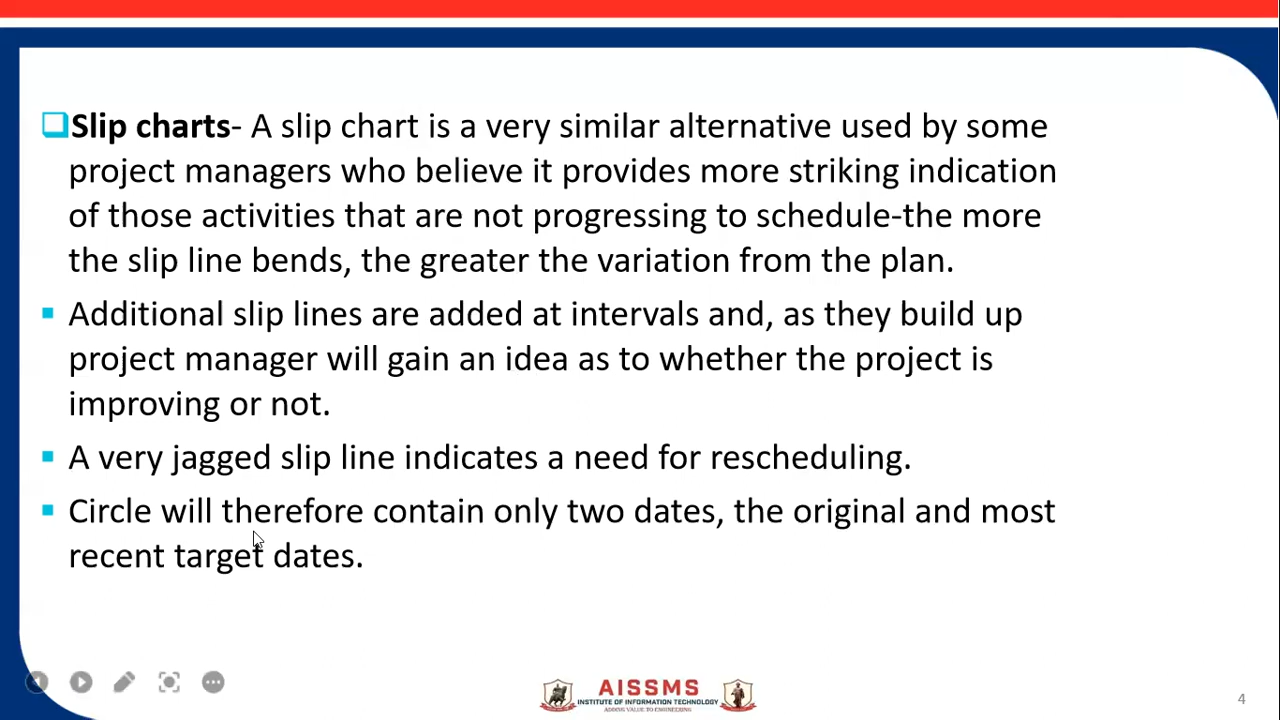 Slip charts- A slip chart is a very similar alternative used by some
project managers who believe it provides more striking indication
of those activities that are not progressing to schedule-the more
the slip line bends, the greater the variation from the plan.
Additional slip lines are added at intervals and, as they build up
project manager will gain an idea as to whether the project is
improving or not.
A very jagged slip line indicates a need for rescheduling.
Circle will therefore contain only two dates, the original and most
recent target dates.
AISSMS
INSTITUTE OF INFORMATION TECHNOLOGY
ADDING VALUE TO ENGINEERING
4